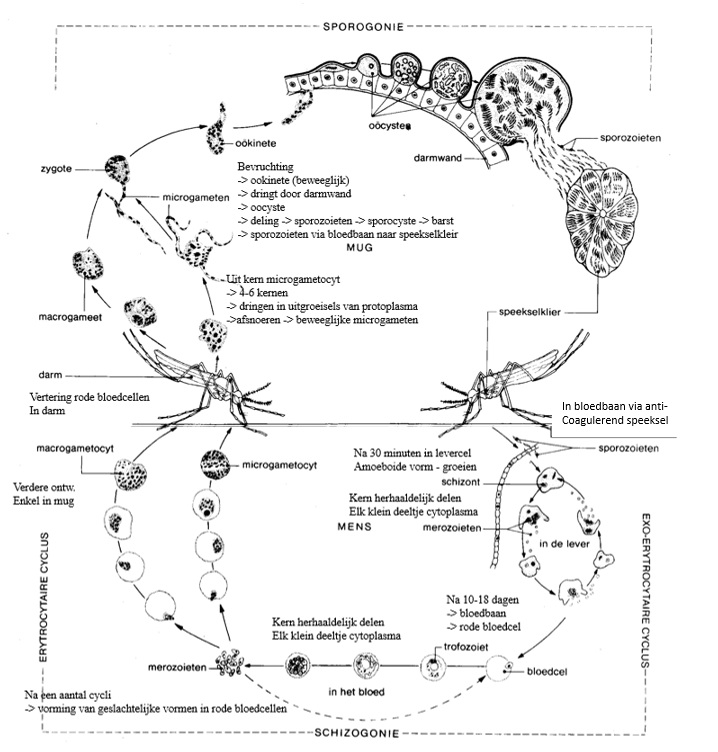 SPOROGONIE
oöcysten
sporozoieten
darmwand
oökinete
zygote
microgameten
Bevruchting
-> ookinete (beweeglijk)
-> dringt door darmwand
-> oocyste
-> deling -> sporozoieten -> sporocyste -> barst
-> sporozoieten via bloedbaan naar speekselkleir
MUG
Uit kern microgametocyt
-> 4-6 kernen
-> dringen in uitgroeisels van protoplasma
->afsnoeren -> beweeglijke microgameten
macrogameet
speekselklier
darm
Vertering rode bloedcellen
In darm
In bloedbaan via anti-
Coagulerend speeksel
macrogametocyt
microgametocyt
Verdere ontw.
Enkel in mug
Na 30 minuten in levercel
Amoeboide vorm - groeien
sporozoieten
schizont
Kern herhaaldelijk delen
Elk klein deeltje cytoplasma
MENS
merozoieten
in de lever
ERYTROCYTAIRE CYCLUS
EXO-ERYTROCYTAIRE CYCLUS
Na 10-18 dagen
-> bloedbaan
-> rode bloedcel
Kern herhaaldelijk delen
Elk klein deeltje cytoplasma
trofozoiet
merozoieten
bloedcel
in het bloed
Na een aantal cycli
-> vorming van geslachtelijke vormen in rode bloedcellen
SCHIZOGONIE